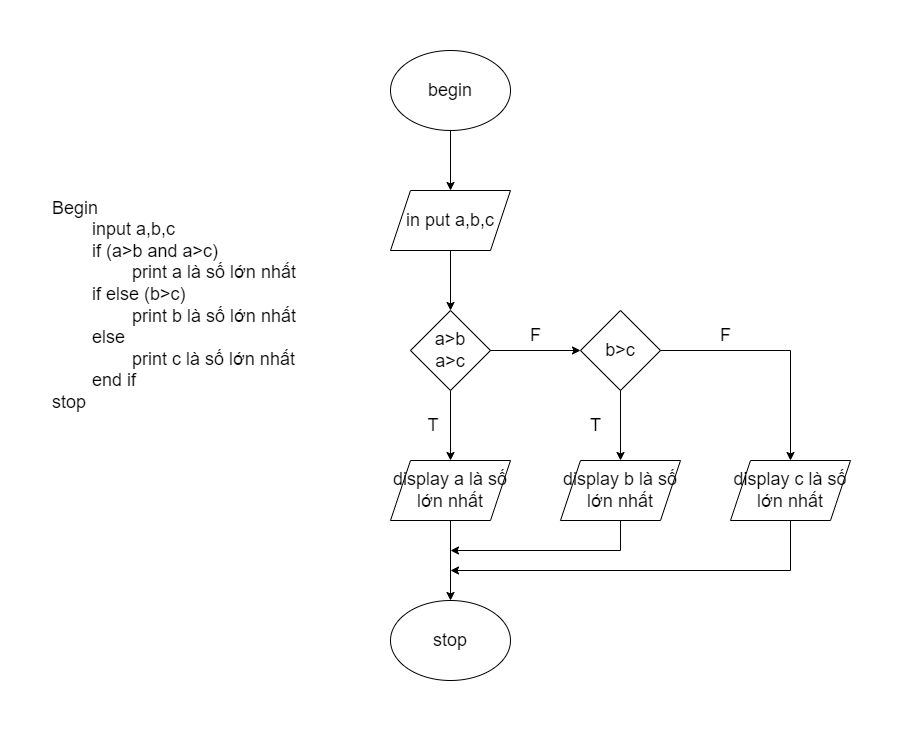 Begin
input a,b,c
if (a>b and a>c)
print a là số lớn nhất
if else (b>c)
print b là số lớn nhất
else
print c là số lớn nhất
end if
stop
begin
in put a,b,c
a>b
a>c
F
b>c
F
T
T
display a là số
lớn nhất
display b là số
lớn nhất
display c là số
lớn nhất
stop